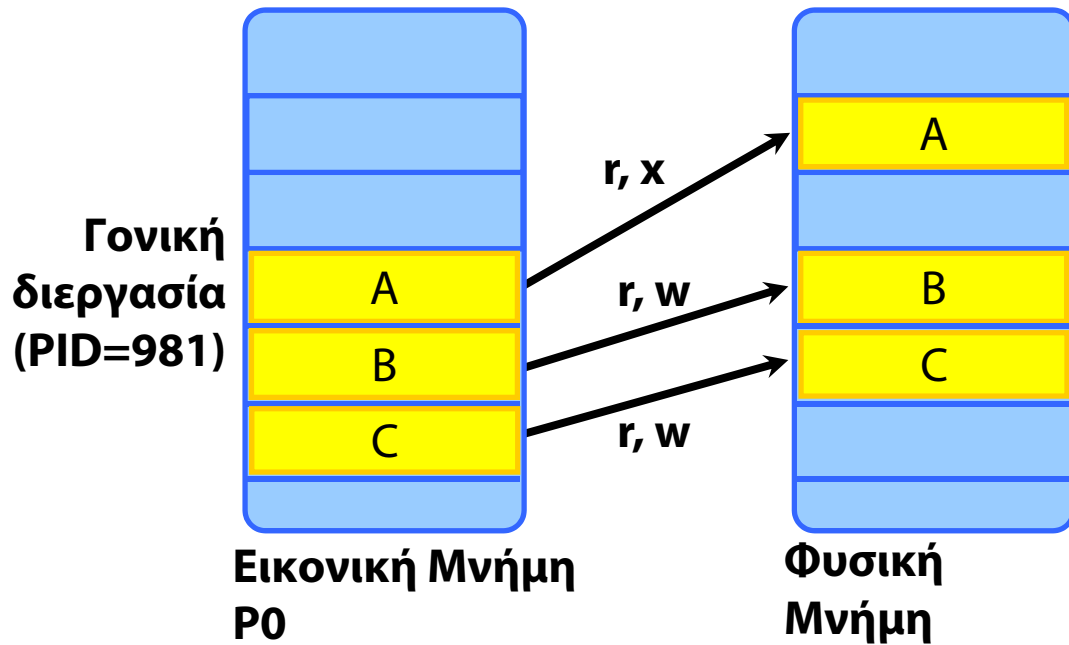 Γονική
διεργασία
(PID=981)
A
B
C
r, x
r, w
r, w
A
B
C
Εικονική Μνήμη
P0
Φυσική
Μνήμη